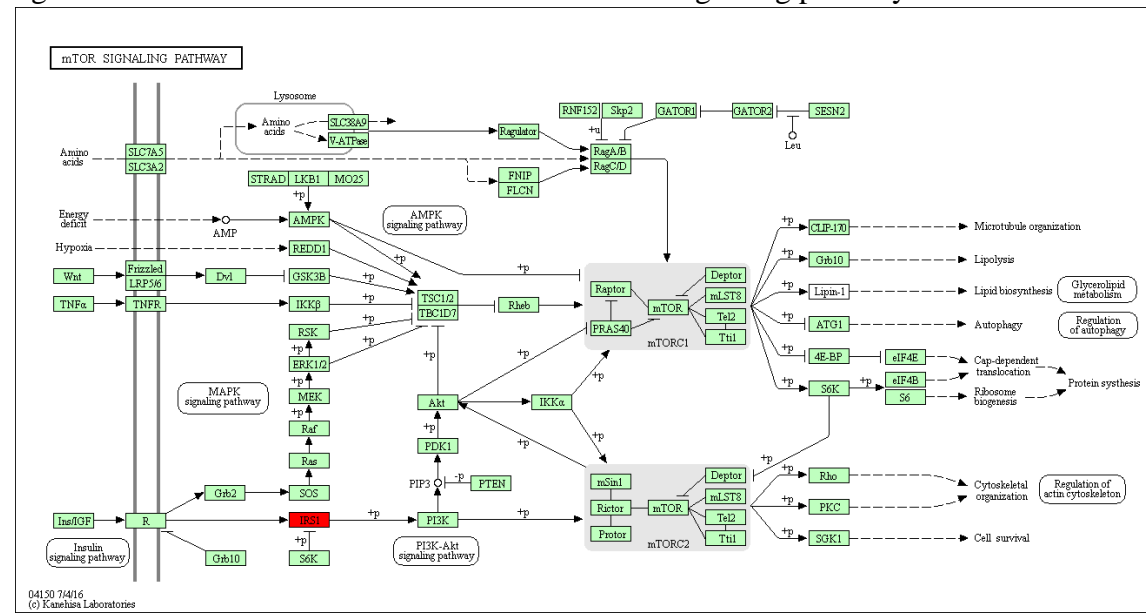 mTOR SIGNALING PATHWAY
Lysosome
Amino
acids
SLC38A9
V-ATPase
Ragulator
RNF152
Skp2
GATOR1
GATOR2
SESN2
+u
Leu
RagA/B
RagC/D
Amino
acids
SLC7A5
SLC3A2
FNIP
FLCN
STRAD
LKB1
MO25
+p
Energy
deficit
AMP
AMPK
AMPK
signaling pathway
+p
+p
+p
Hypoxia
REDD1
Wnt
Frizzled
LRP5/6
Dvl
GSK3B
+p
TNFα
TNFR
IKKβ
+p
TSC1/2
TBC1D7
Rheb
RSK
+p
+p
ERK1/2
+p
+p
MEK
+p
Raf
Ras
SOS
Grb2
MAPK
signaling pathway
Raptor
mTOR
PRAS40
Deptor
mLST8
Tel2
Tti1
mTORC1
+p
CLIP-170
Microtubule organization
+p
Grb10
Lipolysis
+p
Lipin-1
Lipid biosynthesis
Glycerolipid
metabolism
+p
ATG1
Autophagy
Regulation
of autophagy
+p
4E-BP
eIF4E
Cap-dependent
translocation
+p
S6K
+p
eIF4B
S6
Ribosome
biogenesis
Protein systhesis
+p
+p
+p
Akt
IKKα
+p
+p
PDK1
PIP3
-p
PTEN
+p
+p
Ins/IGF
R
IRS1
+p
PI3K
+p
+p
S6K
Grb10
Insulin
signaling pathway
PI3K-Akt
signaling pathway
mSin1
Rictor
Protor
mTOR
Deptor
mLST8
Tel2
Tti1
mTORC2
+p
Rho
+p
PKC
Cytoskeletal
organization
Regulation of
actin cytoskeleton
+p
SGK1
Cell survival
04150 7/4/16
(c) Kanehisa Laboratories